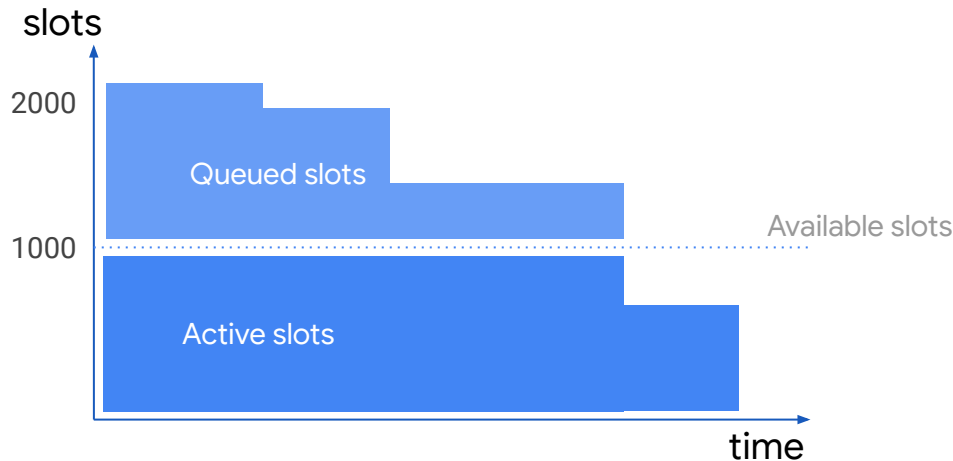 slots
2000
Queued slots
Available slots
1000
Active slots
time